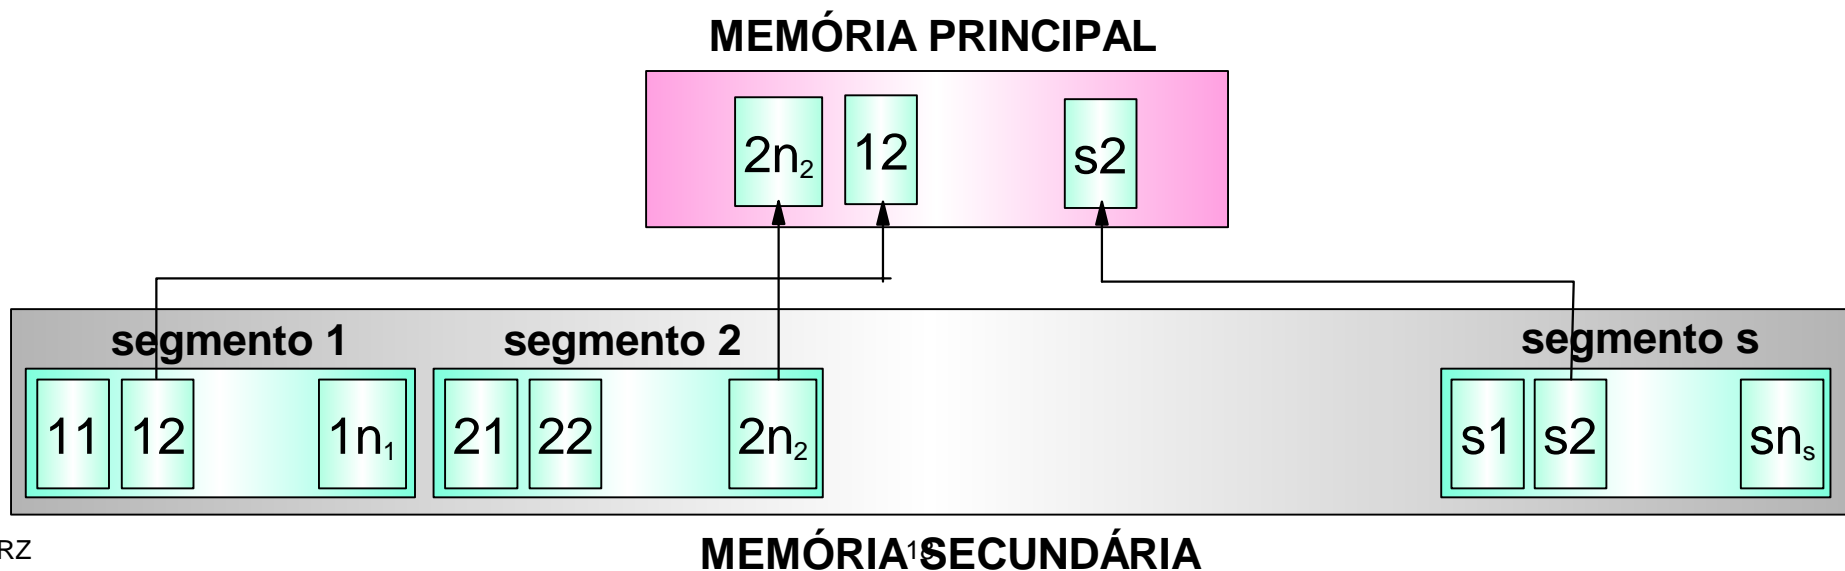 MEMÓRIA PRINCIPAL
2n₂ 12 s2
segmento 1 segmento 2 segmento s
11 12 1n₁ 21 22 2n₂ s1 s2 snₛ
RZ MEMÓRIA SECUNDÁRIA